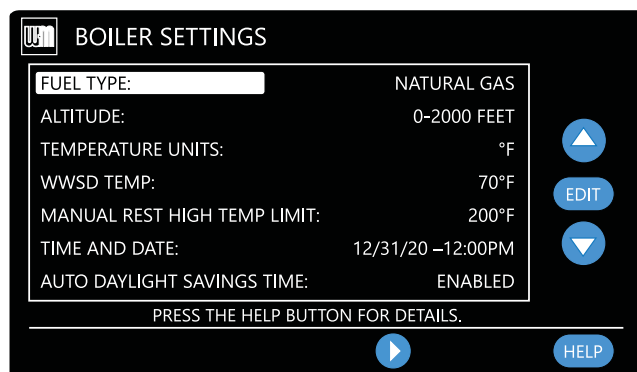 WM BOILER SETTINGS
FUEL TYPE: NATURAL GAS
ALTITUDE: 0-2000 FEET
TEMPERATURE UNITS: °F
WWSD TEMP: 70°F
MANUAL REST HIGH TEMP LIMIT: 200°F
TIME AND DATE: 12/31/20 –12:00PM
AUTO DAYLIGHT SAVINGS TIME: ENABLED
EDIT
PRESS THE HELP BUTTON FOR DETAILS.
HELP